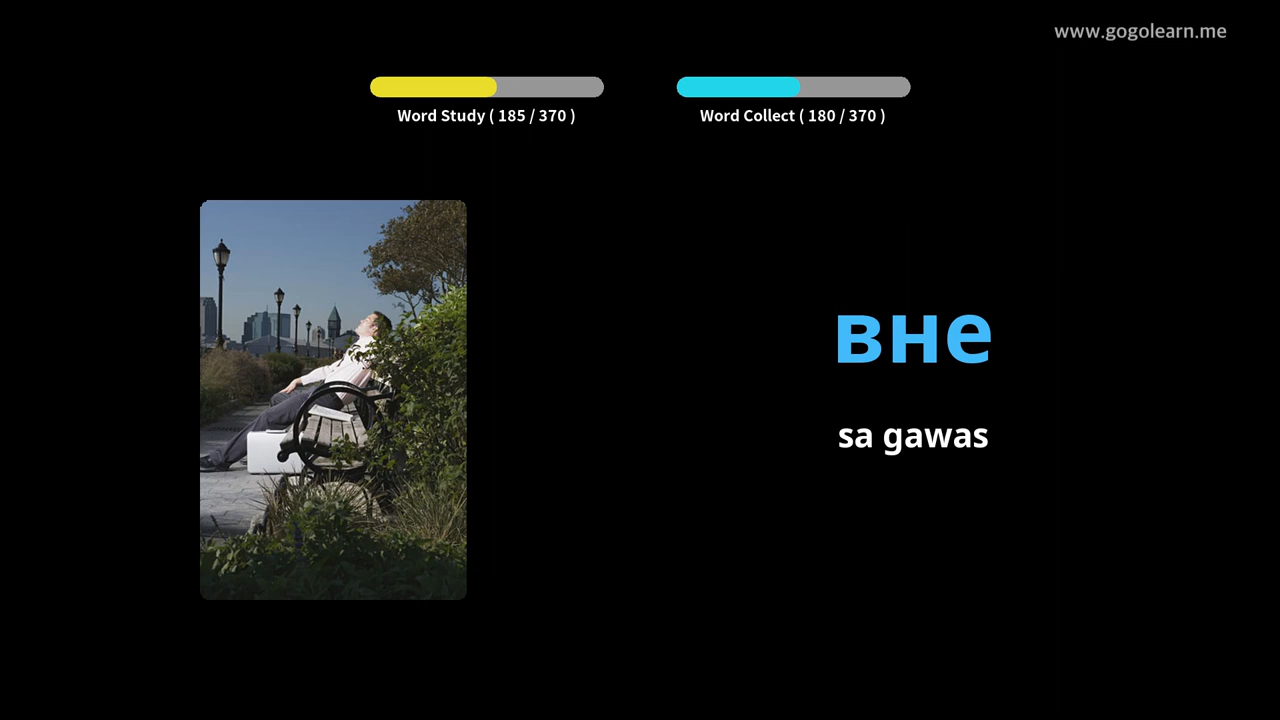 www.gogolearn.me
Word Study ( 185 / 370 )
Word Collect ( 180 / 370 )
вне
sa gawas